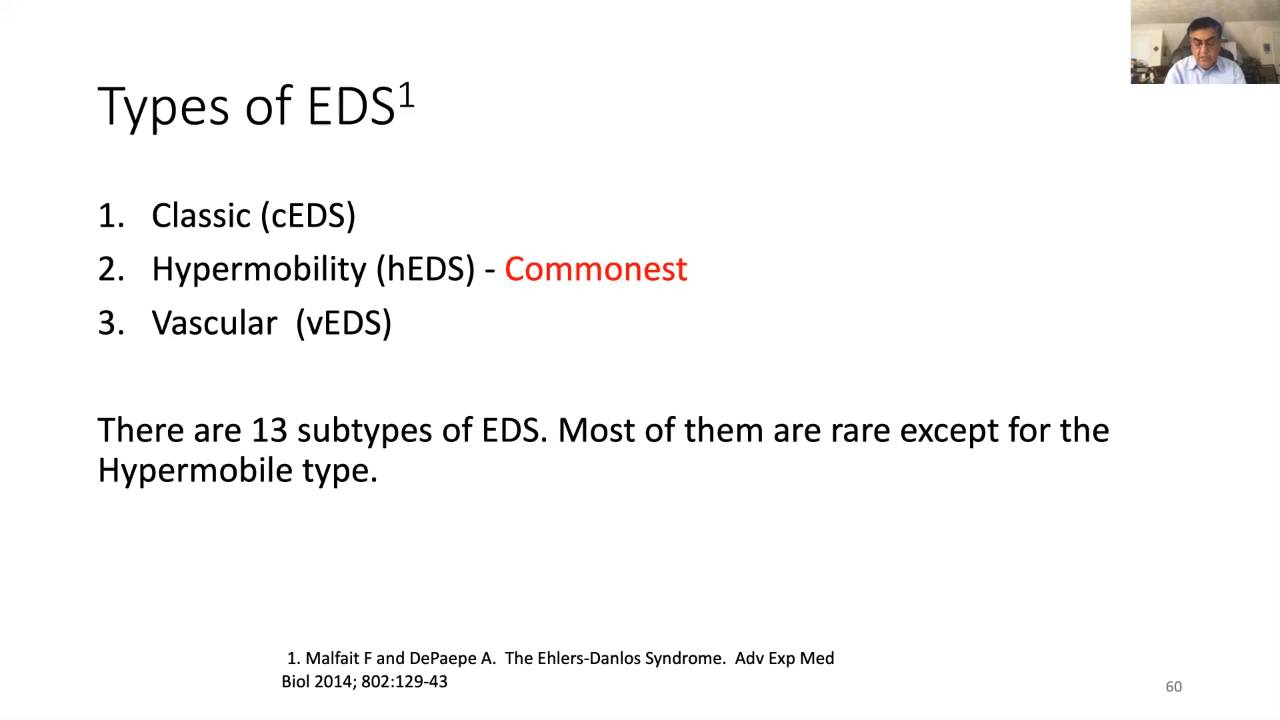 Types of EDS1
1. Classic (cEDS)
2. Hypermobility (hEDS) - Commonest
3. Vascular (vEDS)
There are 13 subtypes of EDS. Most of them are rare except for the
Hypermobile type.
1. Malfait F and DePaepe A. The Ehlers-Danlos Syndrome. Adv Exp Med
Biol 2014; 802:129-43
60